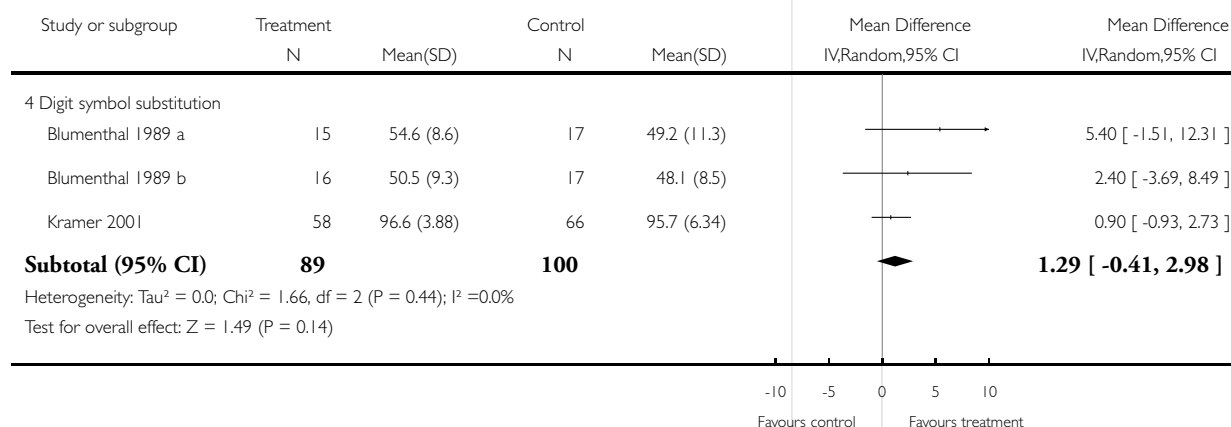 Study or subgroup Treatment Control Mean Difference Mean Difference
N Mean(SD) N Mean(SD) IV,Random,95% CI IV,Random,95% CI
4 Digit symbol substitution
Blumenthal 1989 a 15 54.6 (8.6) 17 49.2 (11.3) 5.40 [ -1.51, 12.31 ]
Blumenthal 1989 b 16 50.5 (9.3) 17 48.1 (8.5) 2.40 [ -3.69, 8.49 ]
Kramer 2001 58 96.6 (3.88) 66 95.7 (6.34) 0.90 [ -0.93, 2.73 ]
Subtotal (95% CI) 89 100 1.29 [ -0.41, 2.98 ]
Heterogeneity: Tau² = 0.0; Chi² = 1.66, df = 2 (P = 0.44); I² =0.0%
Test for overall effect: Z = 1.49 (P = 0.14)
-10 -5 0 5 10
Favours control Favours treatment